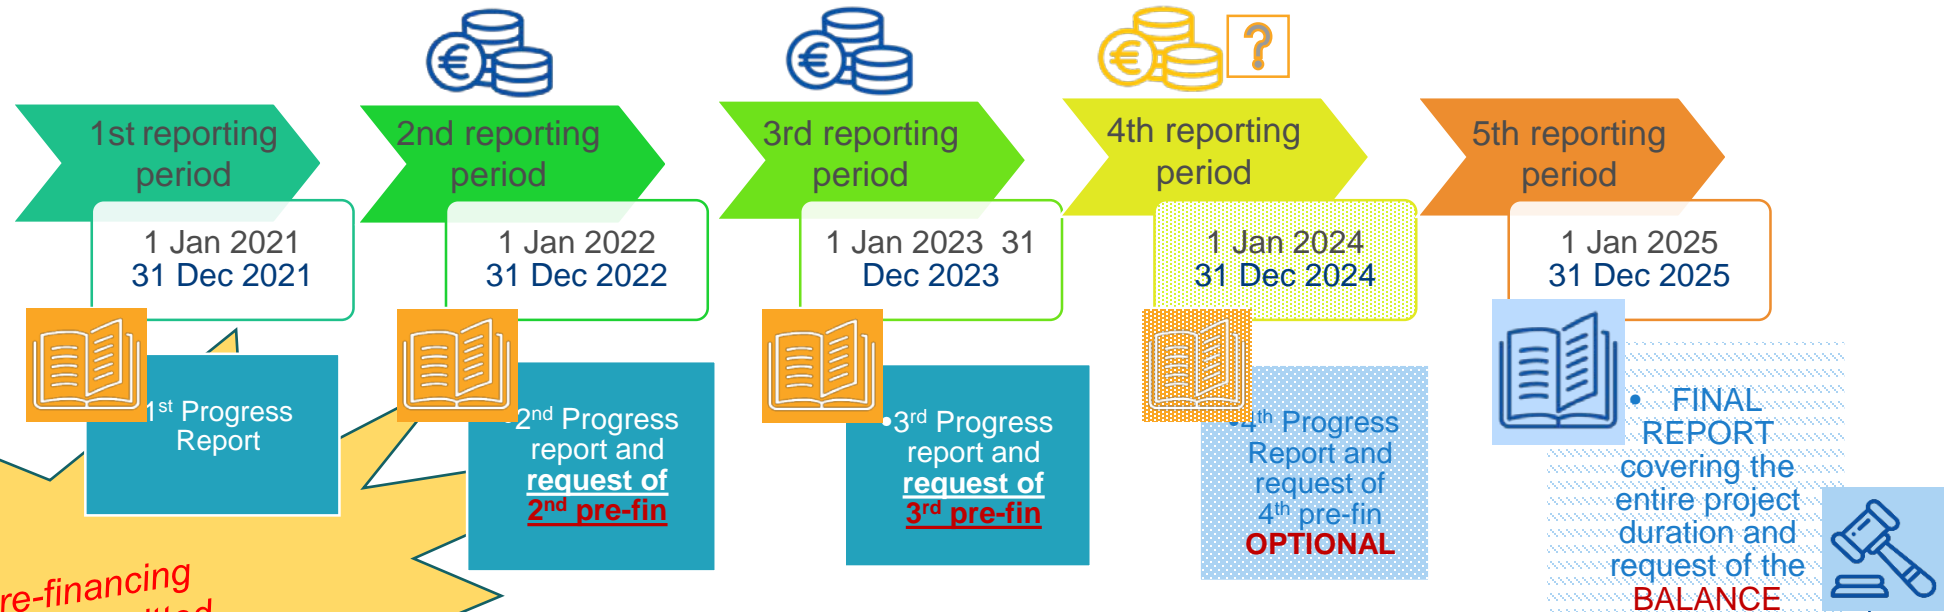 1st reporting
period
2nd reporting
period
3rd reporting
period
4th reporting
period
5th reporting
period
1 Jan 2021
31 Dec 2021
1 Jan 2022
31 Dec 2022
1 Jan 2023 31
Dec 2023
1 Jan 2024
31 Dec 2024
1 Jan 2025
31 Dec 2025
1st Progress
Report
•2nd Progress
report and
request of
2nd pre-fin
•3rd Progress
report and
request of
3rd pre-fin
•4th Progress
Report and
request of
4th pre-fin
OPTIONAL
• FINAL
REPORT
covering the
entire project
duration and
request of the
BALANCE
re-financing